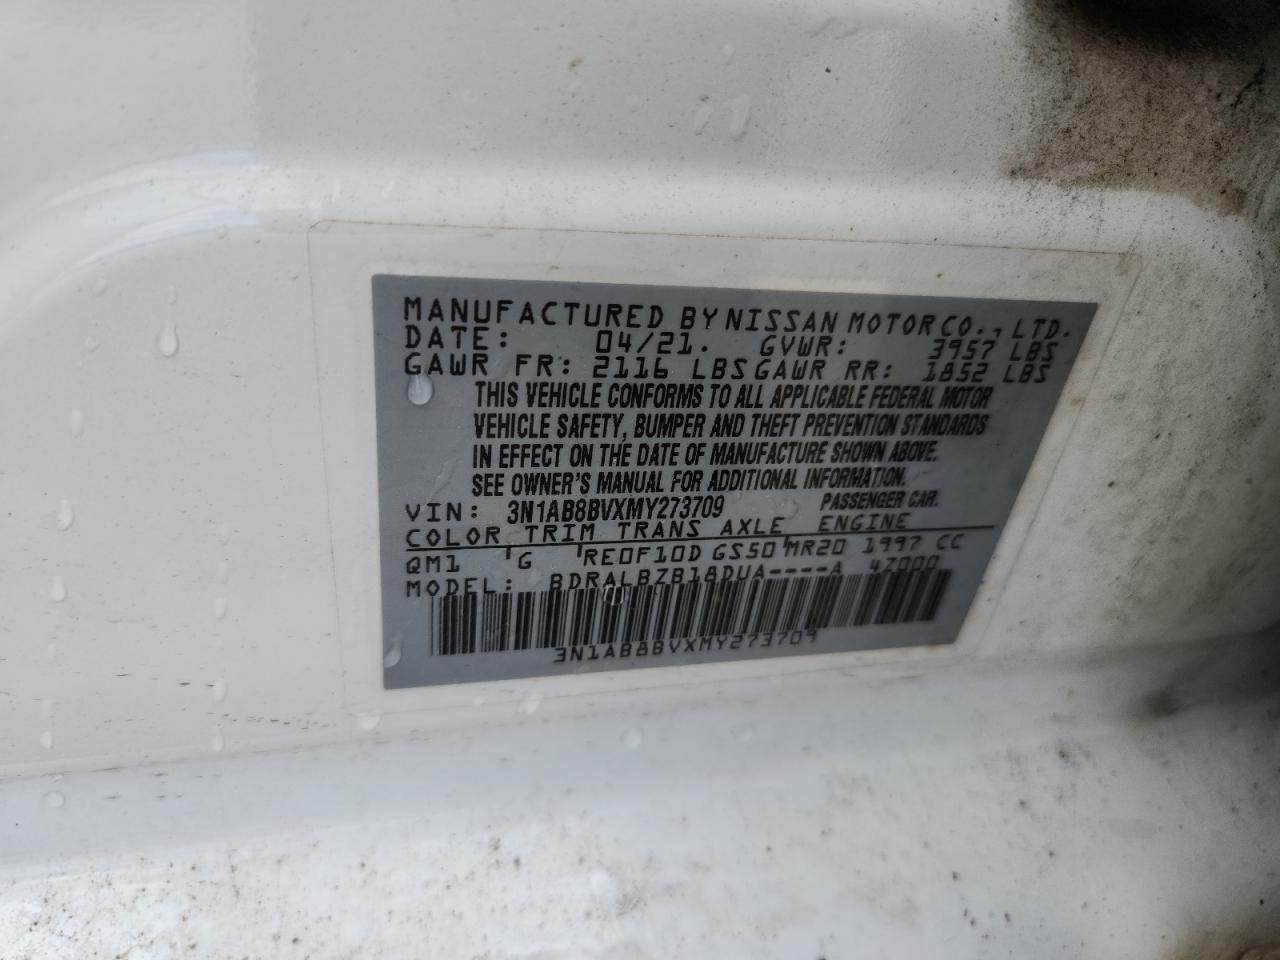 MANUFACTURED BY NISSAN MOTOR CO., LTD.
DATE: 04/21. GVWR: 3957 LBS
GAWR FR: 2116 LBS GAWR RR: 1852 LBS
THIS VEHICLE CONFORMS TO ALL APPLICABLE FEDERAL MOTOR
VEHICLE SAFETY, BUMPER AND THEFT PREVENTION STANDARDS
IN EFFECT ON THE DATE OF MANUFACTURE SHOWN ABOVE.
SEE OWNER'S MANUAL FOR ADDITIONAL INFORMATION.
VIN: 3N1AB8BVXMY273709 PASSENGER CAR.
COLOR TRIM TRANS AXLE ENGINE
QM1 G RE0F10D GS50 MR20 1997 CC
MODEL: BDRALBZB18DUA----A 4Z000
3N1AB8BVXMY273709